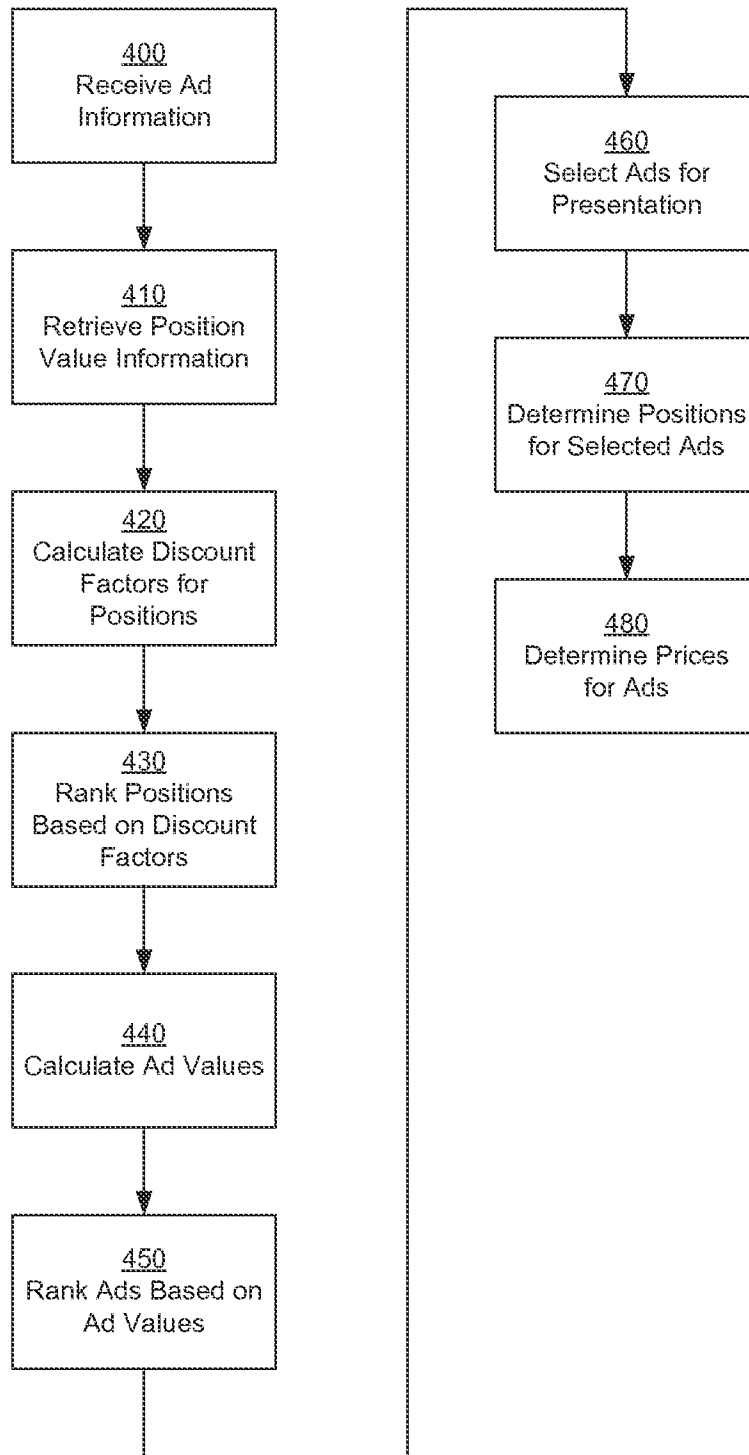 400
Receive Ad
Information
410
Retrieve Position
Value Information
420
Calculate Discount
Factors for
Positions
430
Rank Positions
Based on Discount
Factors
440
Calculate Ad Values
450
Rank Ads Based on
Ad Values
460
Select Ads for
Presentation
470
Determine Positions
for Selected Ads
480
Determine Prices
for Ads